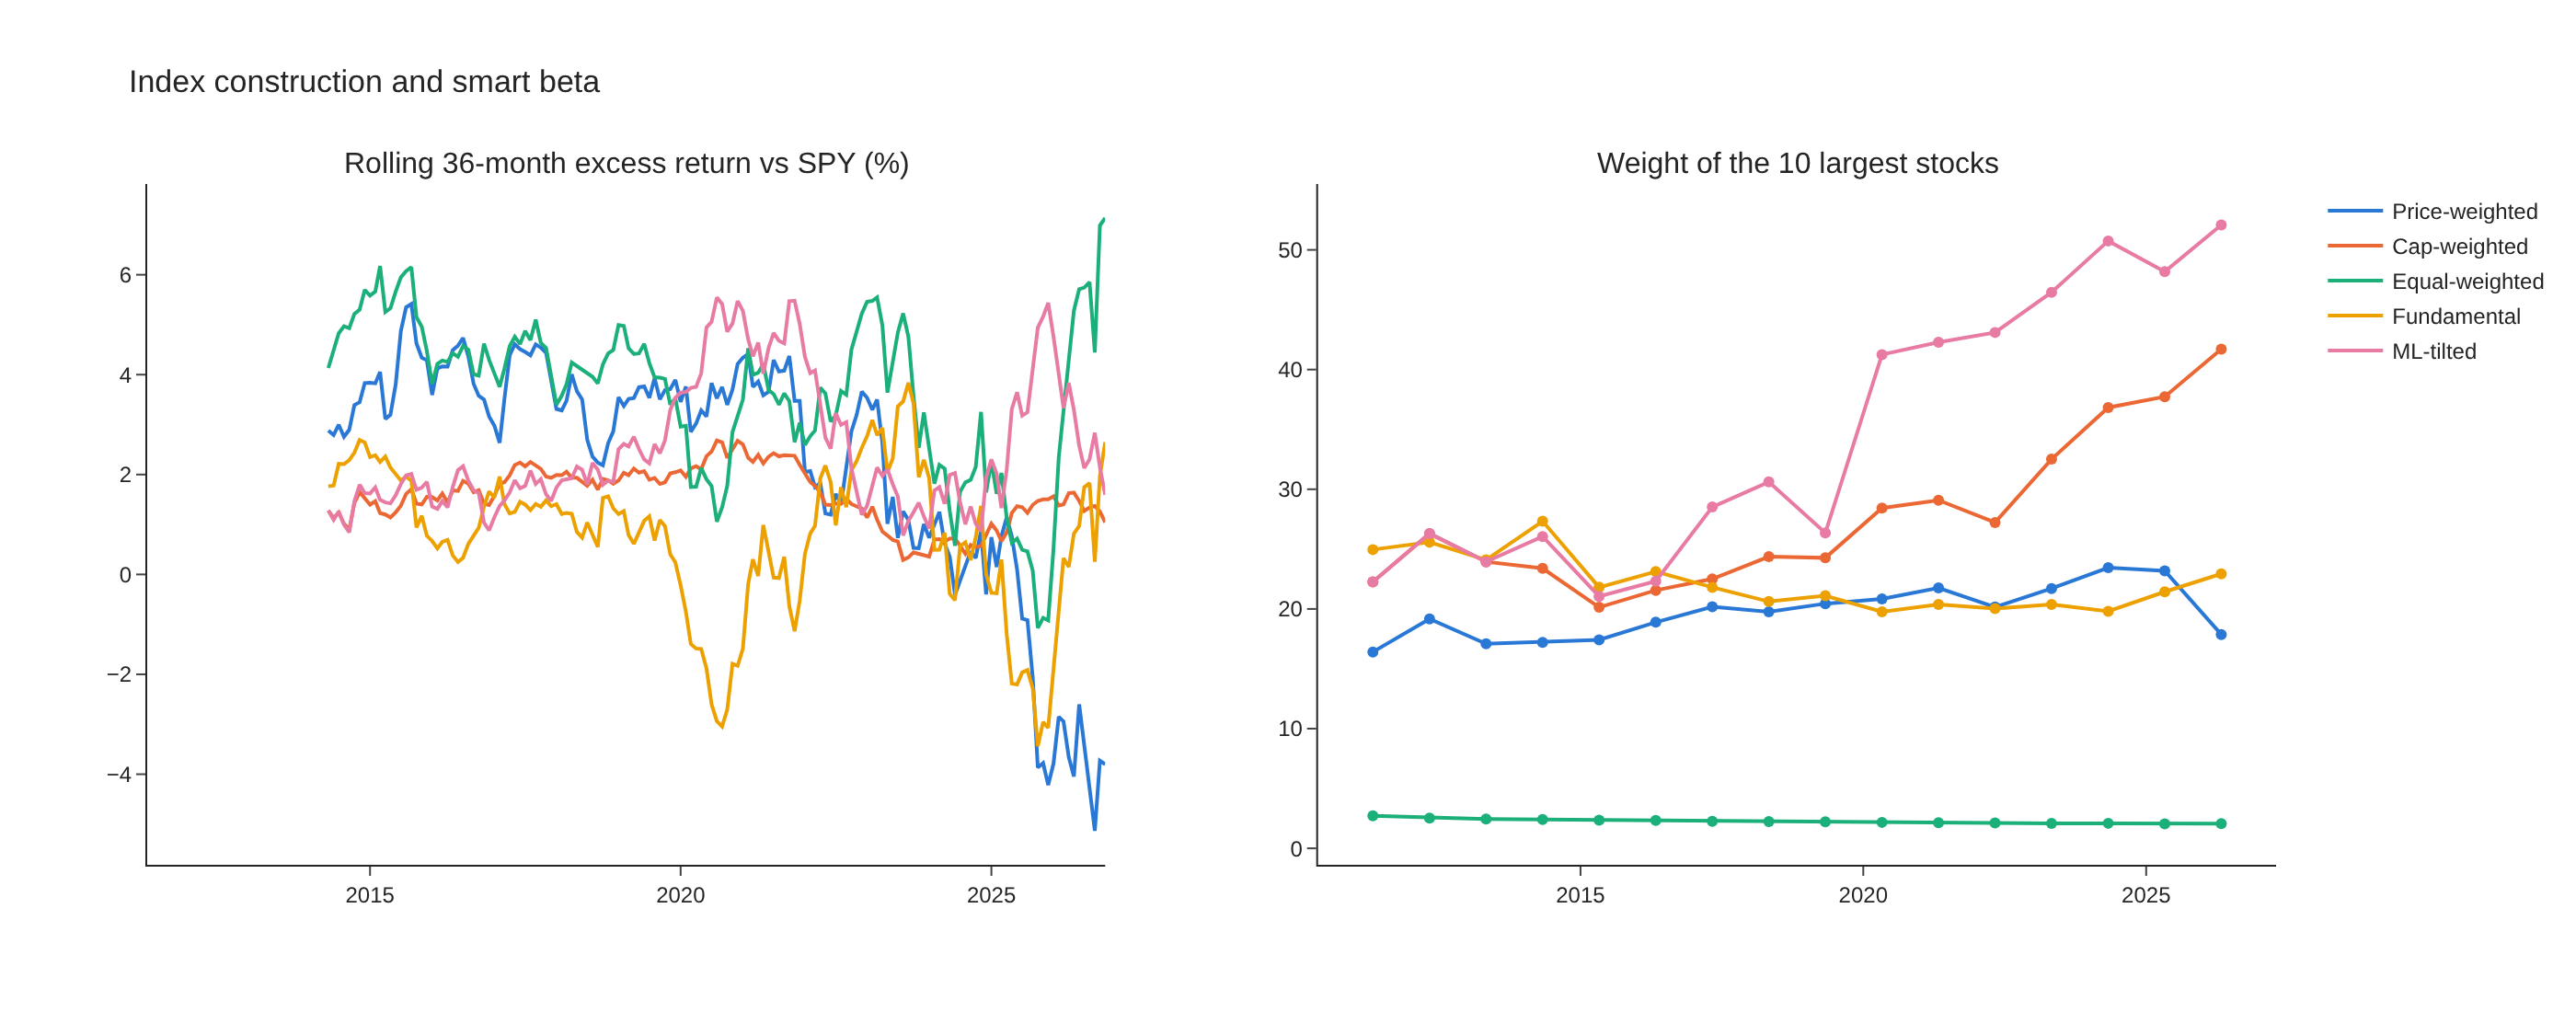 Index construction and smart beta
Rolling 36-month excess return vs SPY (%)
6
4
2
0
−2
−4
2015
2020
2025
Weight of the 10 largest stocks
50
40
30
20
10
0
2015
2020
2025
Price-weighted
Cap-weighted
Equal-weighted
Fundamental
ML-tilted